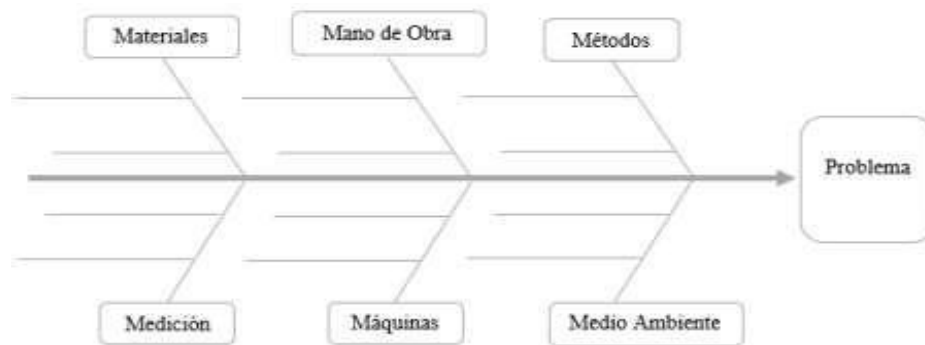 Materiales
Mano de Obra
Métodos
Problema
Medición
Máquinas
Medio Ambiente